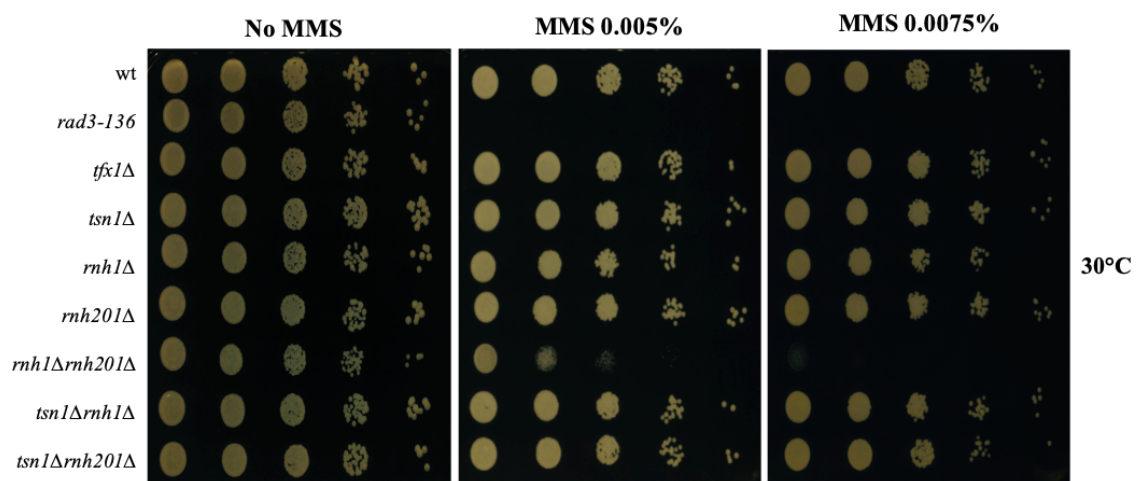 No MMS MMS 0.005% MMS 0.0075%
wt
rad3-136
tfx1Δ
tsn1Δ
rnh1Δ
30°C
rnh201Δ
rnh1Δrnh201Δ
tsn1Δrnh1Δ
tsn1Δrnh201Δ